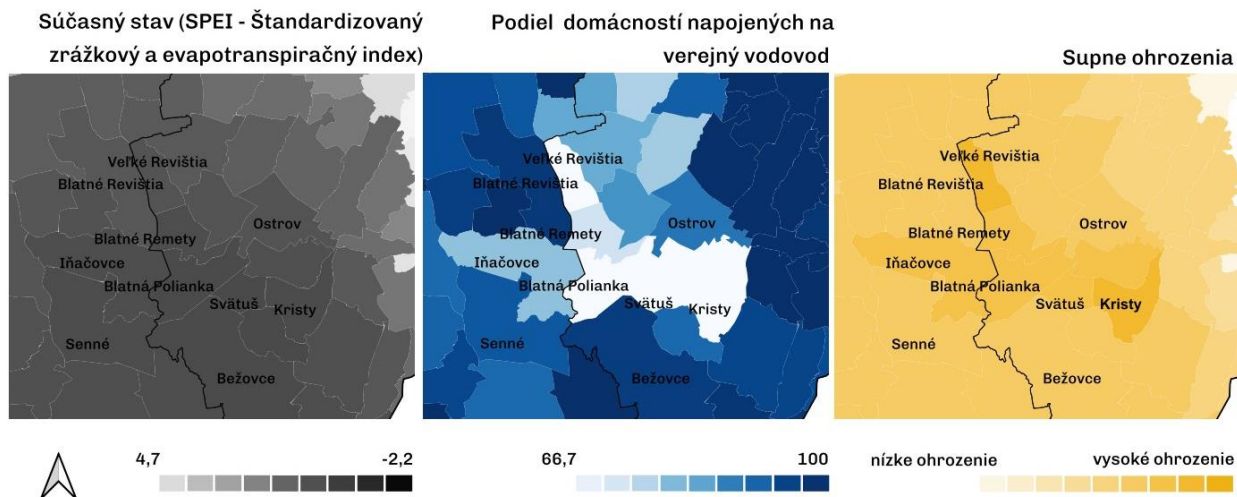 Súčasný stav (SPEI - Štandardizovaný
zrážkový a evapotranspiračný index)
Podiel domácností napojených na
verejný vodovod
Supne ohrozenia
Veľké Revištia
Blatné Revištia
Ostrov
Blatné Remety
Iňačovce
Blatná Polianka
Svätuš
Kristy
Senné
Bežovce
Veľké Revištia
Blatné Revištia
Ostrov
Blatné Remety
Iňačovce
Blatná Polianka
Svätuš
Kristy
Senné
Bežovce
Veľké Revištia
Blatné Revištia
Ostrov
Blatné Remety
Iňačovce
Blatná Polianka
Svätuš
Kristy
Senné
Bežovce
4,7 -2,2
66,7 100
nízke ohrozenie vysoké ohrozenie